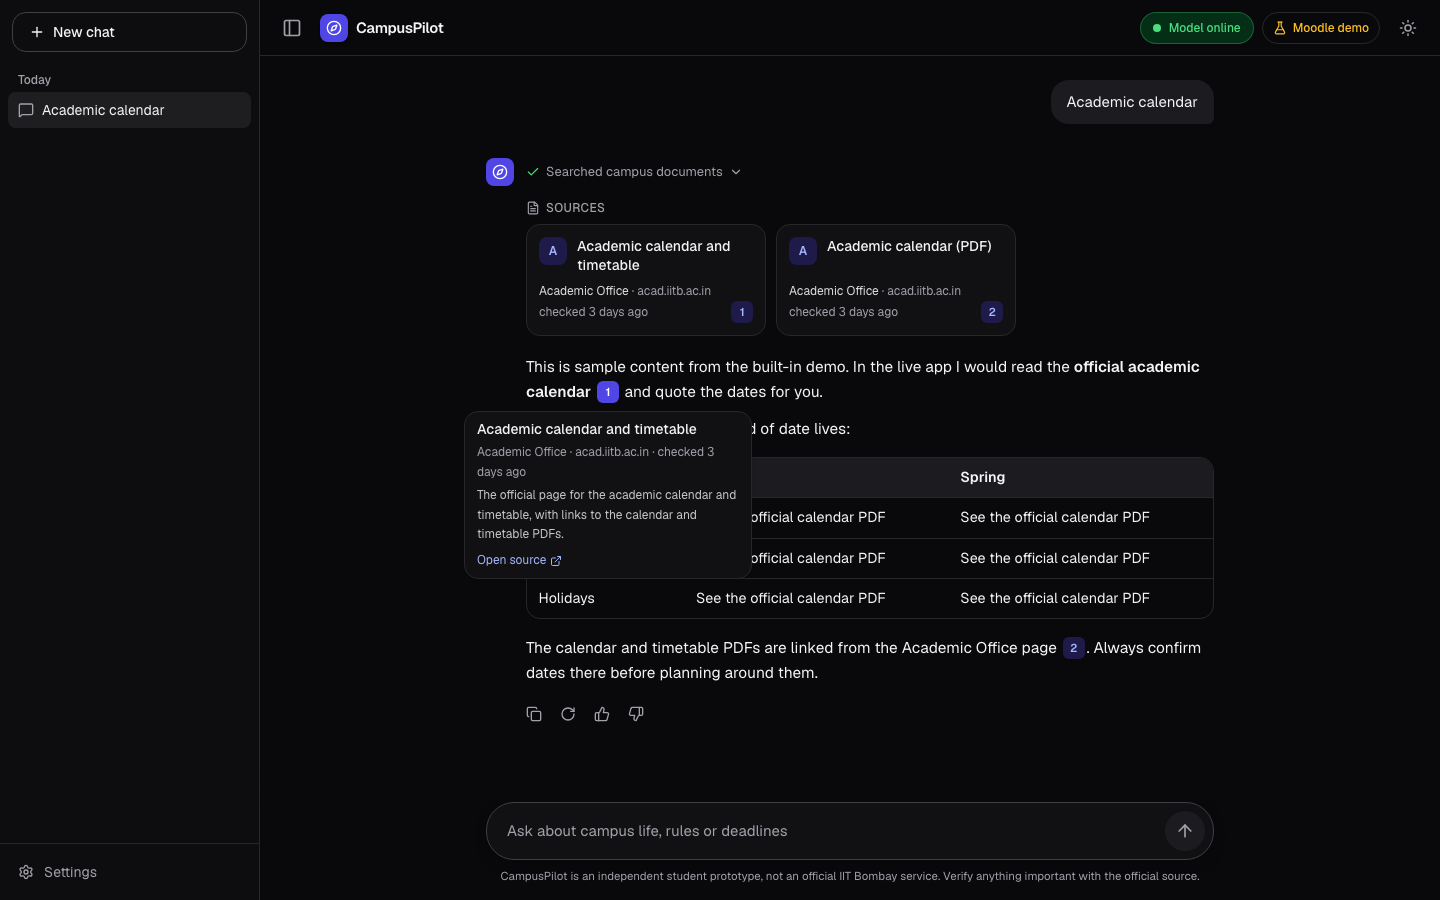 New chat
Today
Academic calendar
Settings
CampusPilot
Model online
Moodle demo
Academic calendar
Searched campus documents
SOURCES
A
Academic calendar and
timetable
Academic Office · acad.iitb.ac.in
checked 3 days ago
1
A
Academic calendar (PDF)
Academic Office · acad.iitb.ac.in
checked 3 days ago
2
This is sample content from the built-in demo. In the live app I would read the official academic
calendar 1 and quote the dates for you.
of date lives:
Academic calendar and timetable
Academic Office · acad.iitb.ac.in · checked 3
days ago
The official page for the academic calendar and
timetable, with links to the calendar and
timetable PDFs.
Open source
Spring
official calendar PDF See the official calendar PDF
official calendar PDF See the official calendar PDF
Holidays See the official calendar PDF See the official calendar PDF
The calendar and timetable PDFs are linked from the Academic Office page 2. Always confirm
dates there before planning around them.
Ask about campus life, rules or deadlines
CampusPilot is an independent student prototype, not an official IIT Bombay service. Verify anything important with the official source.